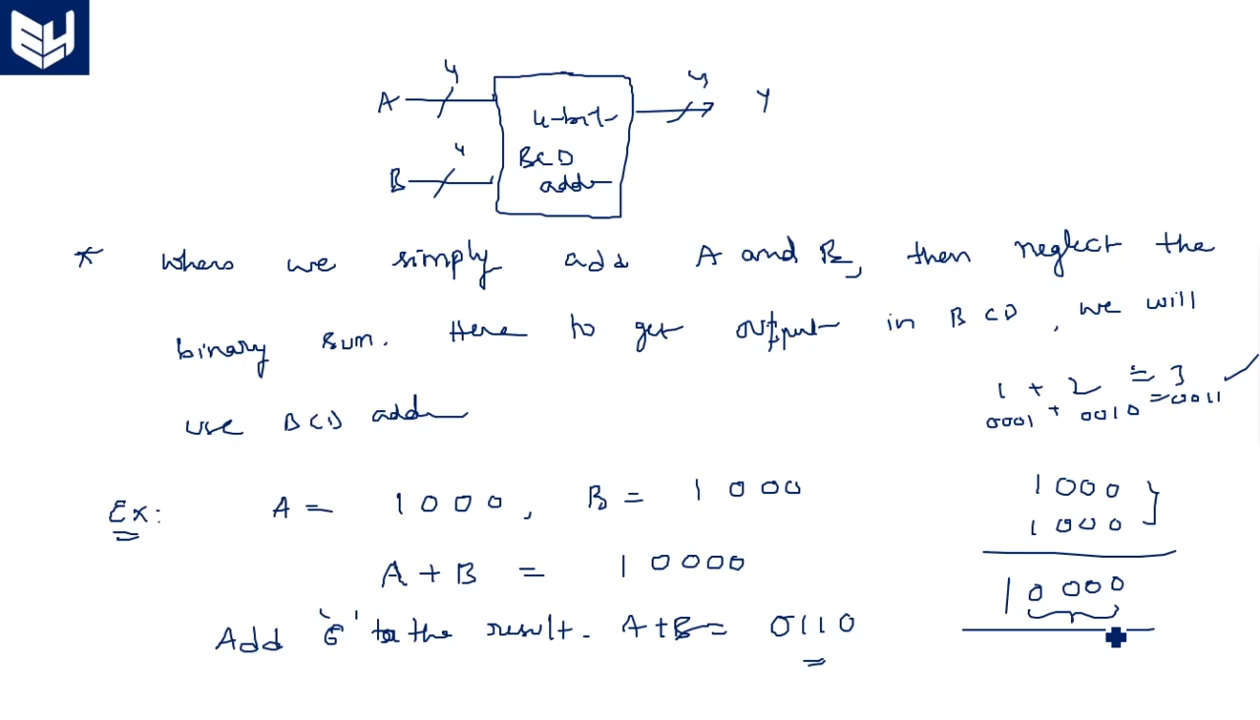 EY
4
4
A
4-bit
Y
4
BCD
B
adder
* where we simply add A and B, then neglect the
binary sum. Here to get output in BCD, we will
1 + 2 = 3
use BCD adder
0001 + 0010 = 0011
Ex: A = 1000, B = 1000
1000
1000
A + B = 10000
10000
Add '6' to the result. A+B = 0110